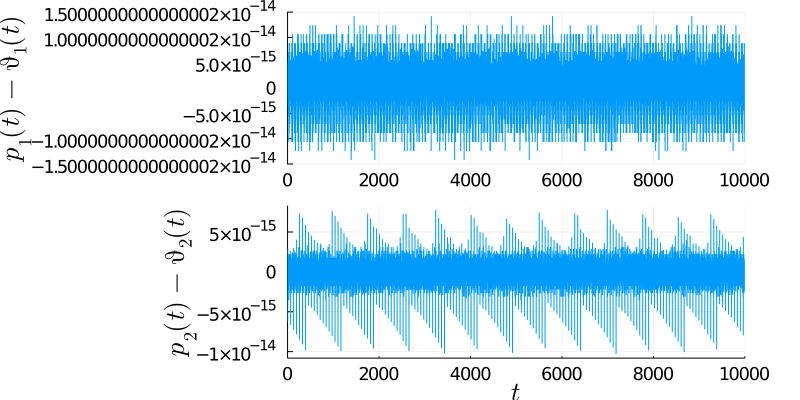 1.5000000000000002×10⁻¹⁴
1.0000000000000002×10⁻¹⁴
5.0×10⁻¹⁵
0
−5.0×10⁻¹⁵
−1.0000000000000002×10⁻¹⁴
−1.5000000000000002×10⁻¹⁴
p₁(t) − ϑ₁(t)
0 2000 4000 6000 8000 10000
5×10⁻¹⁵
0
−5×10⁻¹⁵
−1×10⁻¹⁴
p₂(t) − ϑ₂(t)
0 2000 4000 6000 8000 10000
t